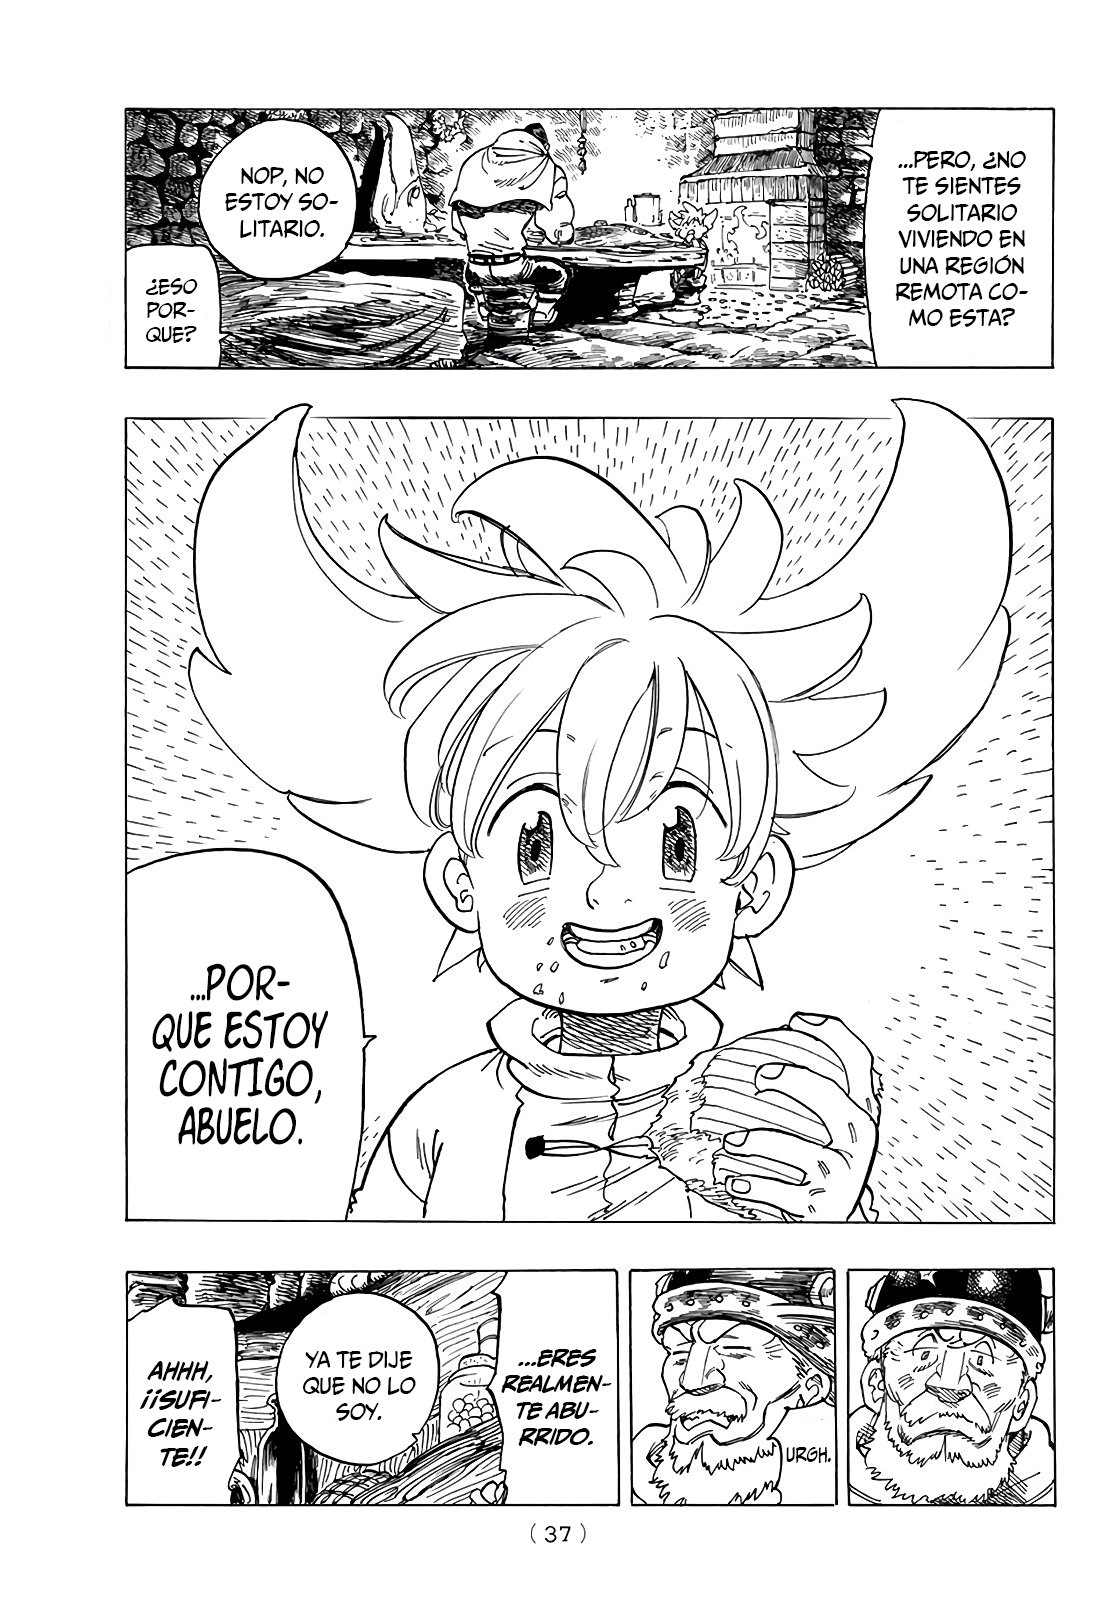 ...PERO, ¿NO
TE SIENTES
SOLITARIO
VIVIENDO EN
UNA REGIÓN
REMOTA CO-
MO ESTA?
NOP, NO
ESTOY SO-
LITARIO.
¿ESO
POR-
QUE?
...POR-
QUE ESTOY
CONTIGO,
ABUELO.
URGH.
...ERES
REALMEN-
TE ABU-
RRIDO.
YA TE DIJE
QUE NO LO
SOY.
AHHH,
¡¡SUFI-
CIEN-
TE!!
(37)